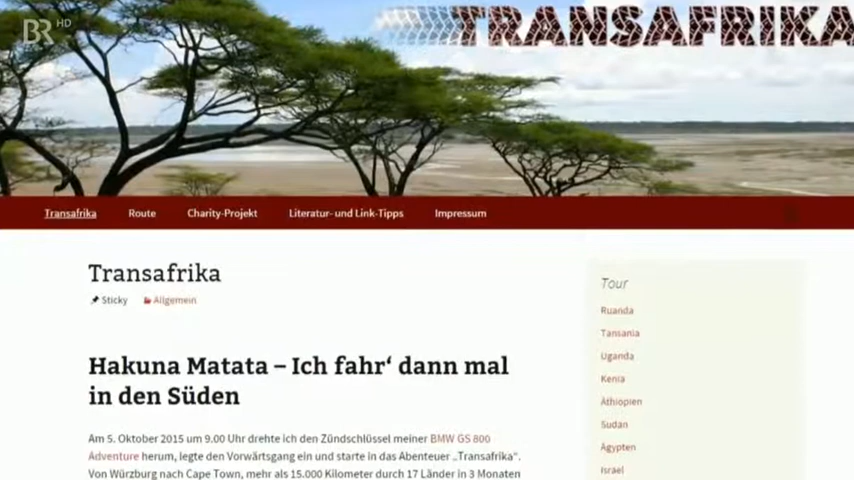 BR HD
TRANSAFRIKA
Transafrika Route Charity-Projekt Literatur- und Link-Tipps Impressum
Transafrika
Sticky Allgemein
Hakuna Matata – Ich fahr‘ dann mal
in den Süden
Am 5. Oktober 2015 um 9.00 Uhr drehte ich den Zündschlüssel meiner BMW GS 800
Adventure herum, legte den Vorwärtsgang ein und starte in das Abenteuer „Transafrika“.
Von Würzburg nach Cape Town, mehr als 15.000 Kilometer durch 17 Länder in 3 Monaten
Tour
Ruanda
Tansania
Uganda
Kenia
Äthiopien
Sudan
Ägypten
Israel